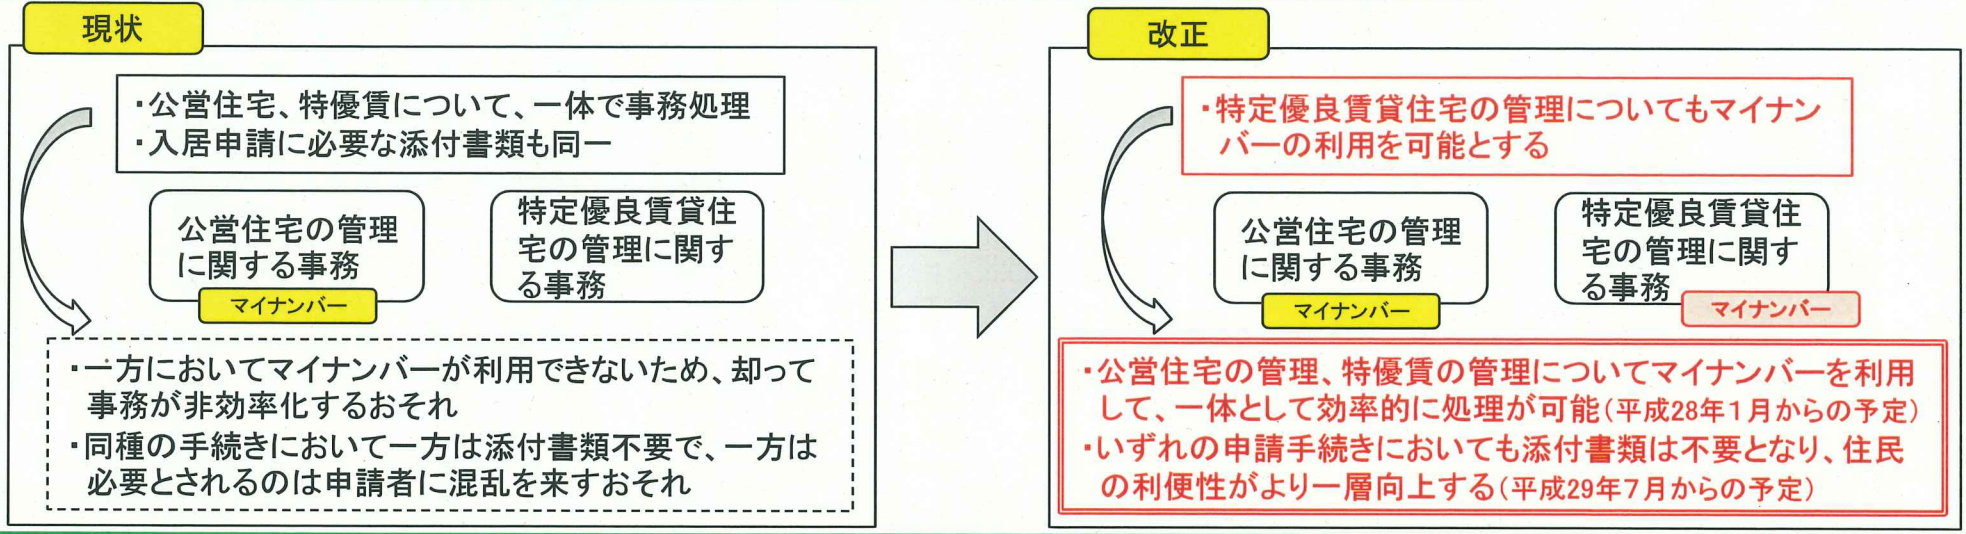 現状
・公営住宅、特優賃について、一体で事務処理
・入居申請に必要な添付書類も同一
公営住宅の管理
に関する事務
マイナンバー
特定優良賃貸住
宅の管理に関す
る事務
・一方においてマイナンバーが利用できないため、却って
事務が非効率化するおそれ
・同種の手続きにおいて一方は添付書類不要で、一方は
必要とされるのは申請者に混乱を来すおそれ
改正
・特定優良賃貸住宅の管理についてもマイナン
バーの利用を可能とする
公営住宅の管理
に関する事務
マイナンバー
特定優良賃貸住
宅の管理に関す
る事務
マイナンバー
・公営住宅の管理、特優賃の管理についてマイナンバーを利用
して、一体として効率的に処理が可能(平成28年1月からの予定)
・いずれの申請手続きにおいても添付書類は不要となり、住民
の利便性がより一層向上する(平成29年7月からの予定)